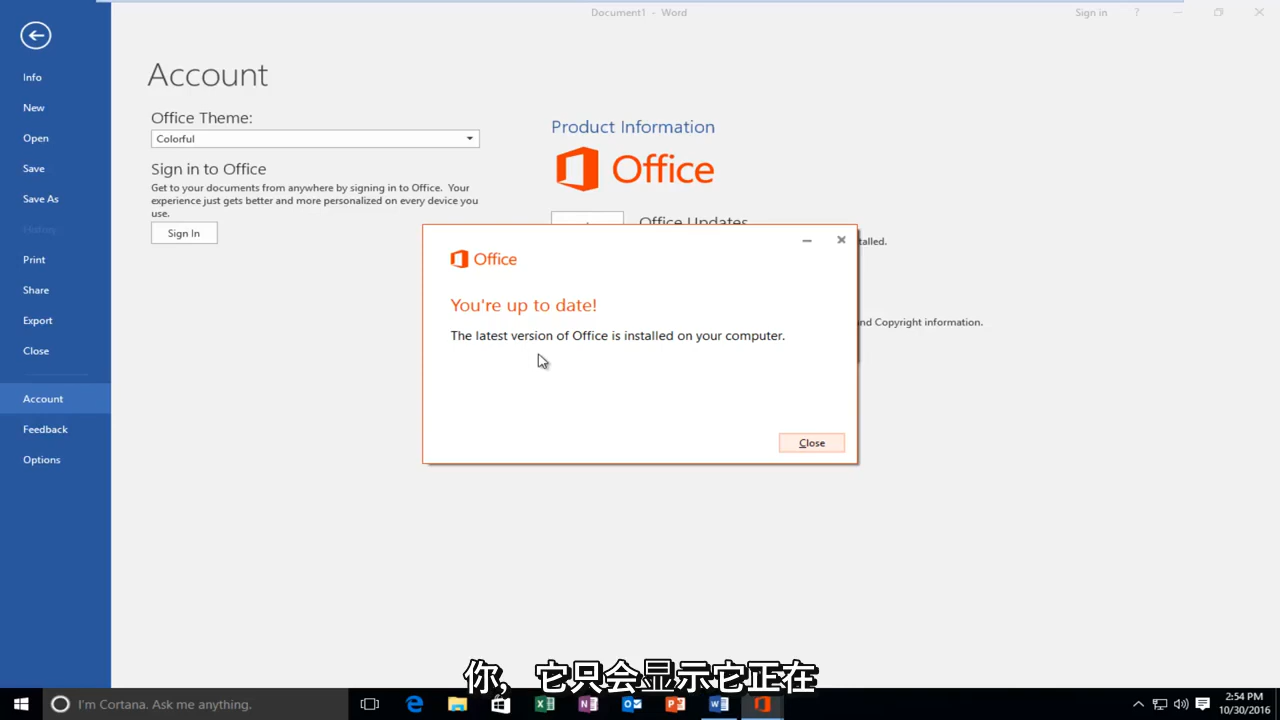 Document1 - Word
Sign in
?
Info
New
Open
Save
Save As
History
Print
Share
Export
Close
Account
Feedback
Options
Account
Office Theme:
Colorful
Sign in to Office
Get to your documents from anywhere by signing in to Office. Your
experience just gets better and more personalized on every device you
use.
Sign In
Product Information
Office
Office Updates
talled.
nd Copyright information.
Office
You're up to date!
The latest version of Office is installed on your computer.
Close
你，它只会显示它正在
I'm Cortana. Ask me anything.
2:54 PM
10/30/2016